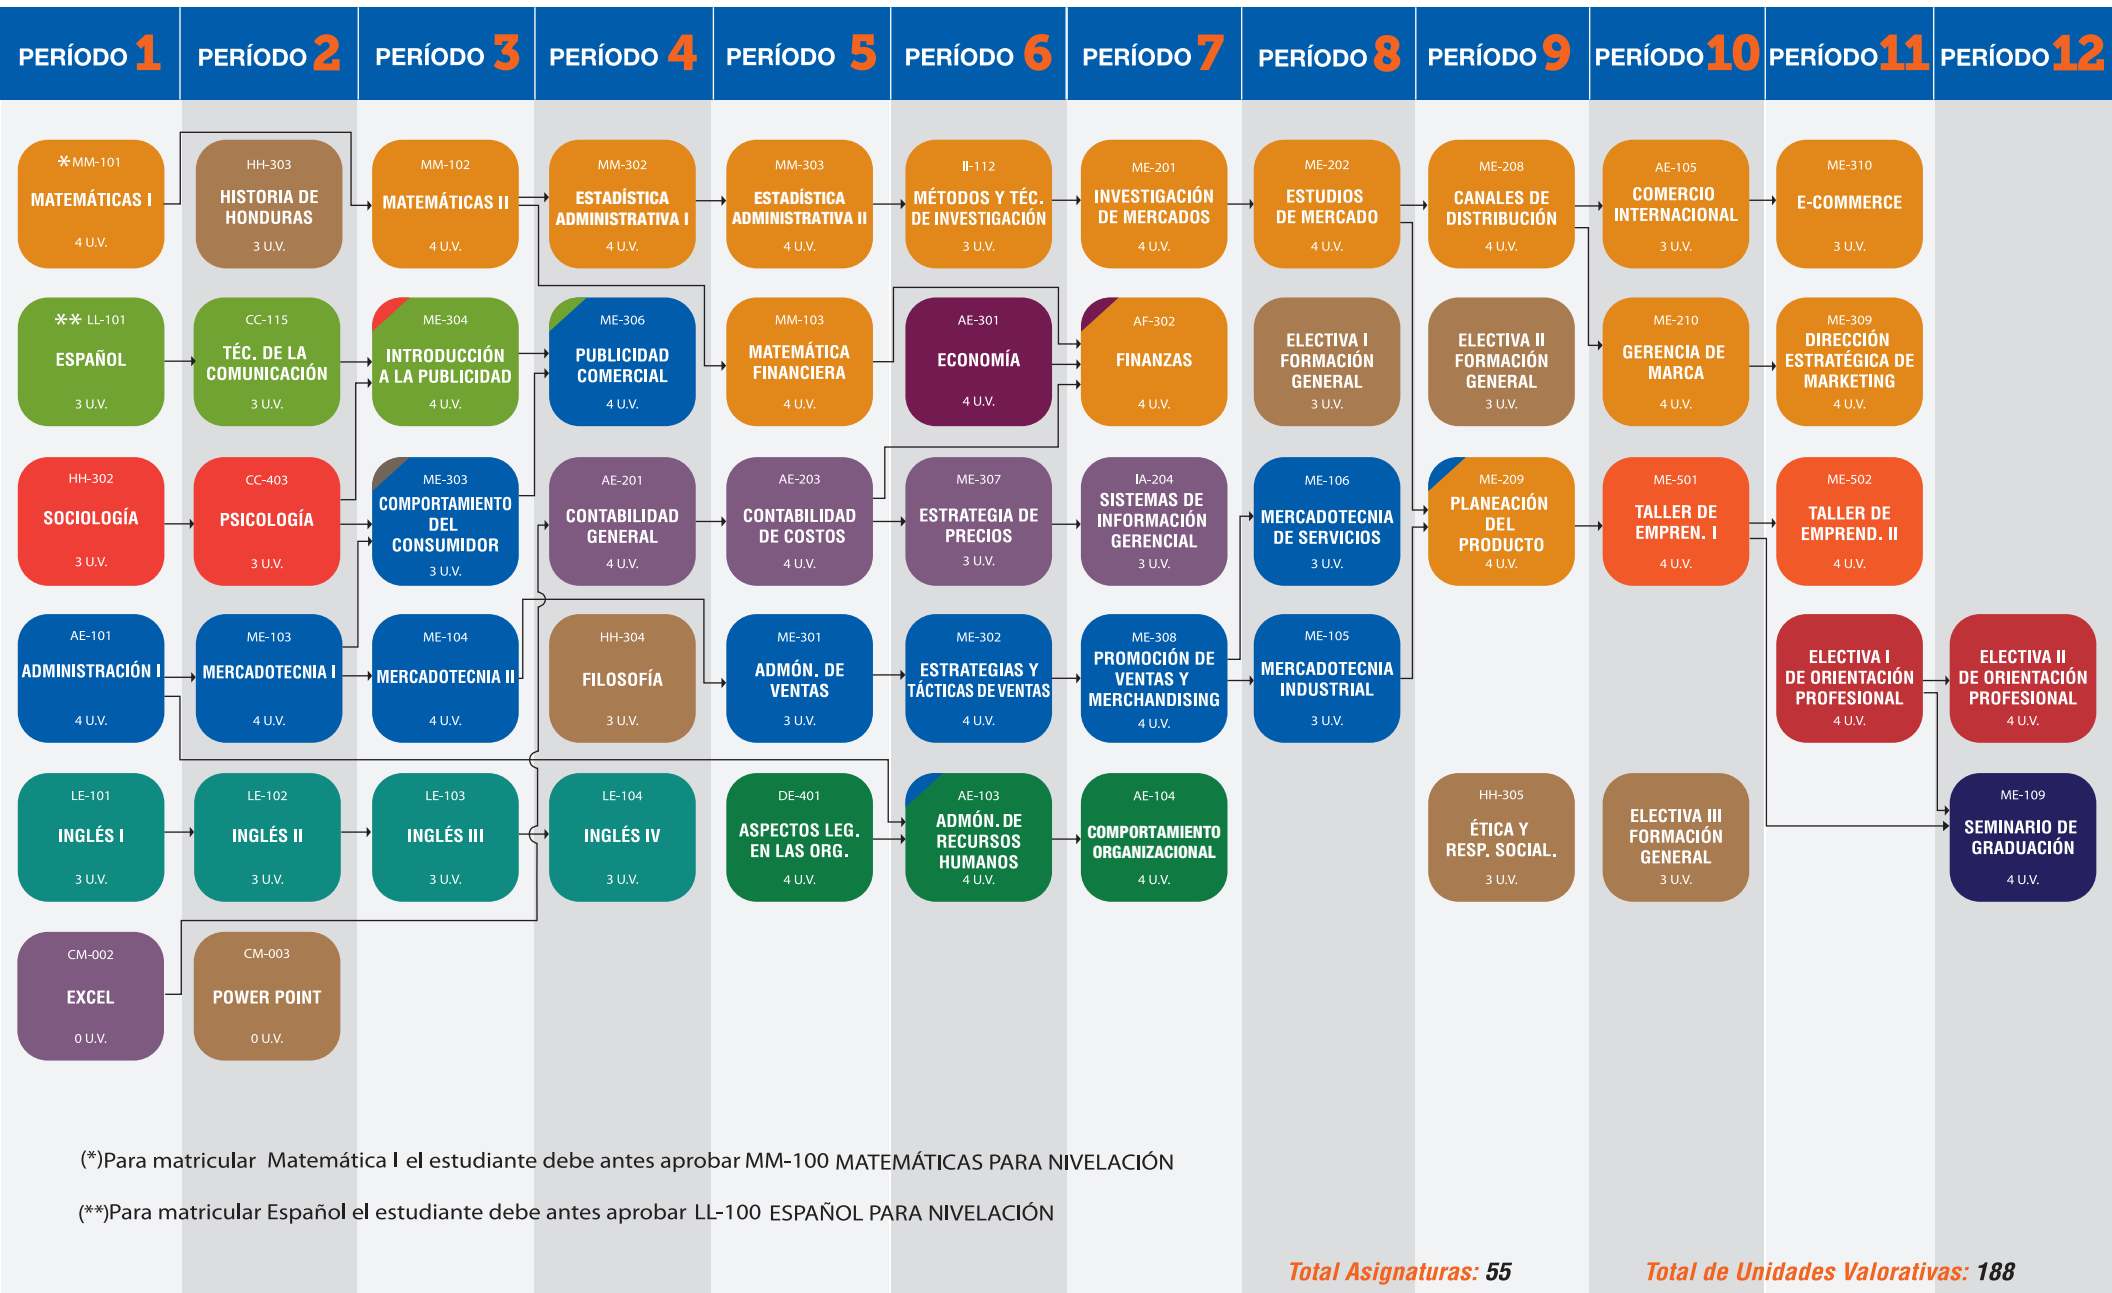 PERÍODO 1
PERÍODO 2
PERÍODO 3
PERÍODO 4
PERÍODO 5
PERÍODO 6
PERÍODO 7
PERÍODO 8
PERÍODO 9
PERÍODO 10
PERÍODO 11
PERÍODO 12
*MM-101
MATEMÁTICAS I
4 U.V.
HH-303
HISTORIA DE
HONDURAS
3 U.V.
MM-102
MATEMÁTICAS II
4 U.V.
MM-302
ESTADÍSTICA
ADMINISTRATIVA I
4 U.V.
MM-303
ESTADÍSTICA
ADMINISTRATIVA II
4 U.V.
II-112
MÉTODOS Y TÉC.
DE INVESTIGACIÓN
3 U.V.
ME-201
INVESTIGACIÓN
DE MERCADOS
4 U.V.
ME-202
ESTUDIOS
DE MERCADO
4 U.V.
ME-208
CANALES DE
DISTRIBUCIÓN
4 U.V.
AE-105
COMERCIO
INTERNACIONAL
3 U.V.
ME-310
E-COMMERCE
3 U.V.
** LL-101
ESPAÑOL
3 U.V.
CC-115
TÉC. DE LA
COMUNICACIÓN
3 U.V.
ME-304
INTRODUCCIÓN
A LA PUBLICIDAD
4 U.V.
ME-306
PUBLICIDAD
COMERCIAL
4 U.V.
MM-103
MATEMÁTICA
FINANCIERA
4 U.V.
AE-301
ECONOMÍA
4 U.V.
AF-302
FINANZAS
4 U.V.
ELECTIVA I
FORMACIÓN
GENERAL
3 U.V.
ELECTIVA II
FORMACIÓN
GENERAL
3 U.V.
ME-210
GERENCIA DE
MARCA
4 U.V.
ME-309
DIRECCIÓN
ESTRATÉGICA DE
MARKETING
4 U.V.
HH-302
SOCIOLOGÍA
3 U.V.
CC-403
PSICOLOGÍA
3 U.V.
ME-303
COMPORTAMIENTO
DEL
CONSUMIDOR
3 U.V.
AE-201
CONTABILIDAD
GENERAL
4 U.V.
AE-203
CONTABILIDAD
DE COSTOS
4 U.V.
ME-307
ESTRATEGIA DE
PRECIOS
3 U.V.
IA-204
SISTEMAS DE
INFORMACIÓN
GERENCIAL
3 U.V.
ME-106
MERCADOTECNIA
DE SERVICIOS
3 U.V.
ME-209
PLANEACIÓN
DEL
PRODUCTO
4 U.V.
ME-501
TALLER DE
EMPREN. I
4 U.V.
ME-502
TALLER DE
EMPREND. II
4 U.V.
AE-101
ADMINISTRACIÓN I
4 U.V.
ME-103
MERCADOTECNIA I
4 U.V.
ME-104
MERCADOTECNIA II
4 U.V.
HH-304
FILOSOFÍA
3 U.V.
ME-301
ADMÓN. DE
VENTAS
3 U.V.
ME-302
ESTRATEGIAS Y
TÁCTICAS DE VENTAS
4 U.V.
ME-308
PROMOCIÓN DE
VENTAS Y
MERCHANDISING
4 U.V.
ME-105
MERCADOTECNIA
INDUSTRIAL
3 U.V.
ELECTIVA I
DE ORIENTACIÓN
PROFESIONAL
4 U.V.
ELECTIVA II
DE ORIENTACIÓN
PROFESIONAL
4 U.V.
LE-101
INGLÉS I
3 U.V.
LE-102
INGLÉS II
3 U.V.
LE-103
INGLÉS III
3 U.V.
LE-104
INGLÉS IV
3 U.V.
DE-401
ASPECTOS LEG.
EN LAS ORG.
4 U.V.
AE-103
ADMÓN. DE
RECURSOS
HUMANOS
4 U.V.
AE-104
COMPORTAMIENTO
ORGANIZACIONAL
4 U.V.
HH-305
ÉTICA Y
RESP. SOCIAL.
3 U.V.
ELECTIVA III
FORMACIÓN
GENERAL
3 U.V.
ME-109
SEMINARIO DE
GRADUACIÓN
4 U.V.
CM-002
EXCEL
0 U.V.
CM-003
POWER POINT
0 U.V.
(*)Para matricular Matemática I el estudiante debe antes aprobar MM-100 MATEMÁTICAS PARA NIVELACIÓN
(**)Para matricular Español el estudiante debe antes aprobar LL-100 ESPAÑOL PARA NIVELACIÓN
Total Asignaturas: 55
Total de Unidades Valorativas: 188